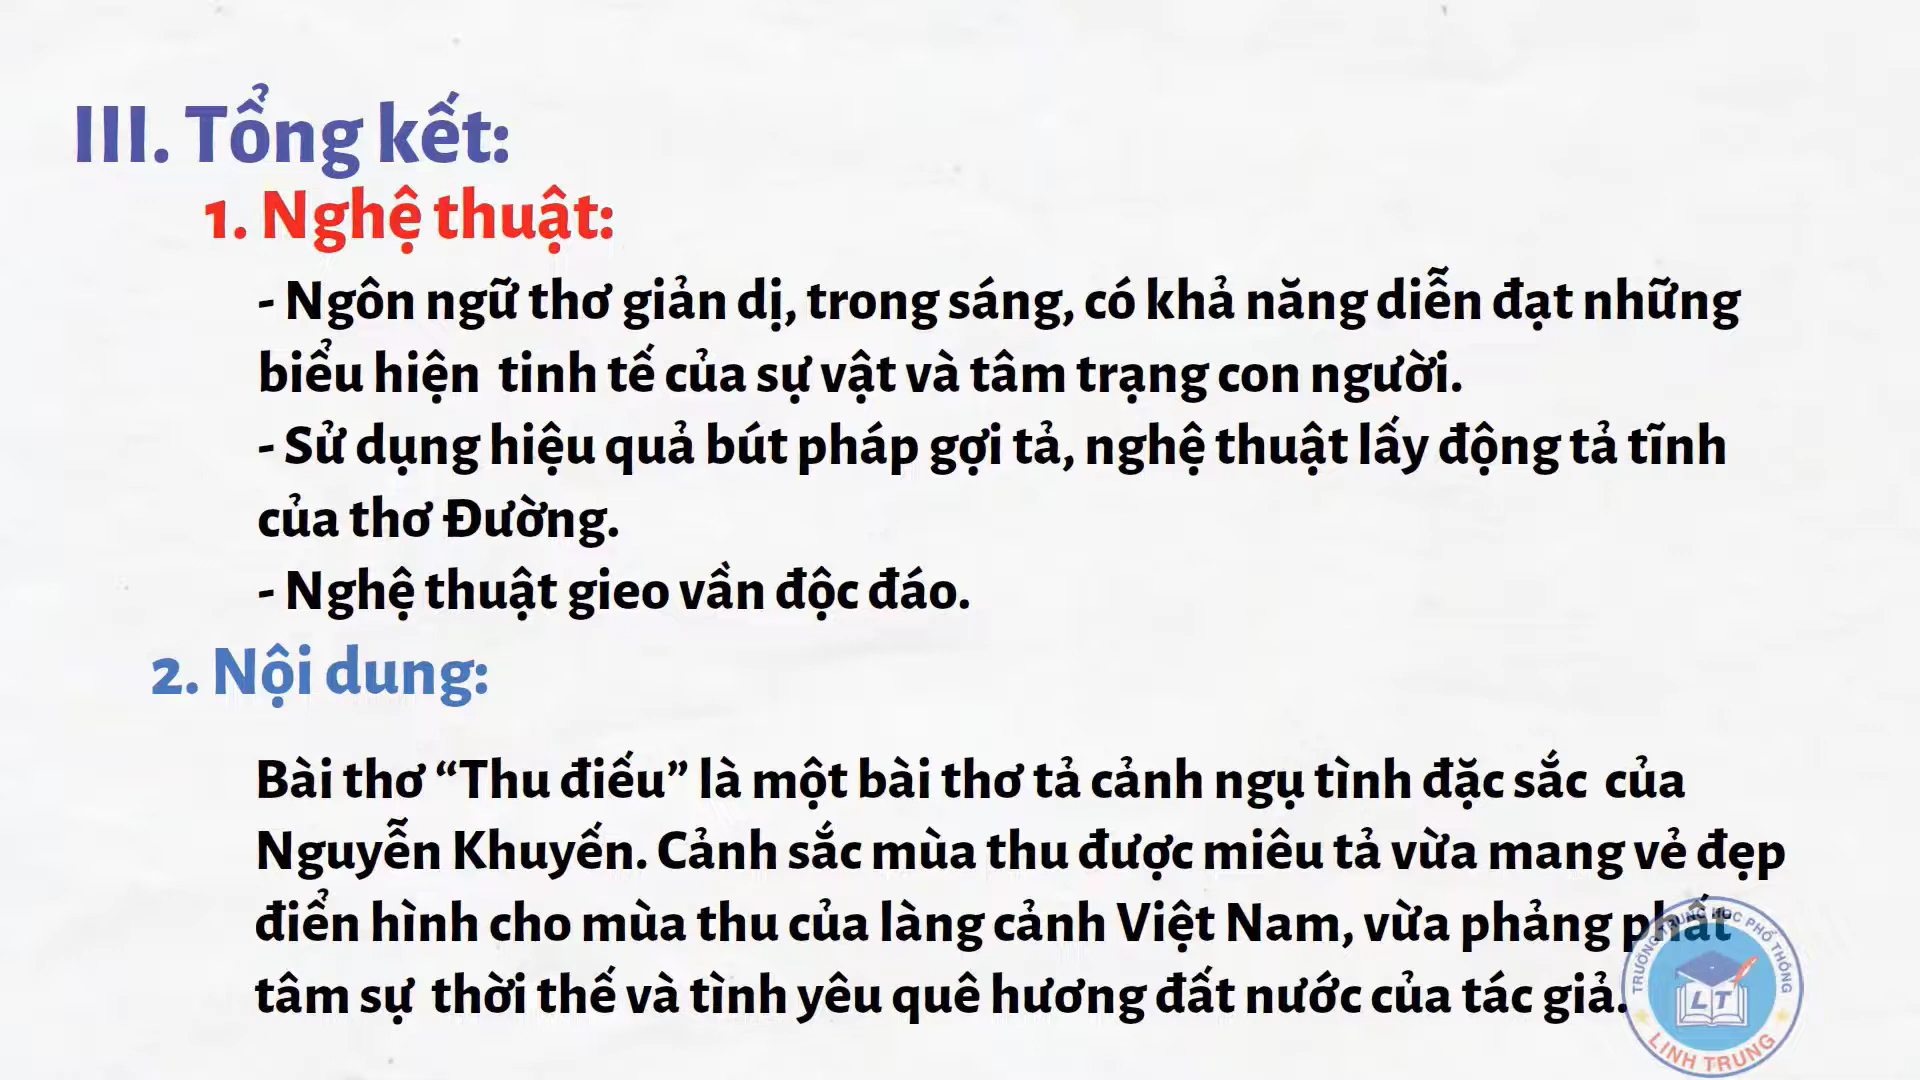 III. Tổng kết:
1. Nghệ thuật:
- Ngôn ngữ thơ giản dị, trong sáng, có khả năng diễn đạt những
biểu hiện tinh tế của sự vật và tâm trạng con người.
- Sử dụng hiệu quả bút pháp gợi tả, nghệ thuật lấy động tả tĩnh
của thơ Đường.
- Nghệ thuật gieo vần độc đáo.
2. Nội dung:
Bài thơ “Thu điếu” là một bài thơ tả cảnh ngụ tình đặc sắc của
Nguyễn Khuyến. Cảnh sắc mùa thu được miêu tả vừa mang vẻ đẹp
điển hình cho mùa thu của làng cảnh Việt Nam, vừa phảng phất
tâm sự thời thế và tình yêu quê hương đất nước của tác giả.
TRƯỜNG TRUNG HỌC PHỔ THÔNG
LT
LINH TRUNG